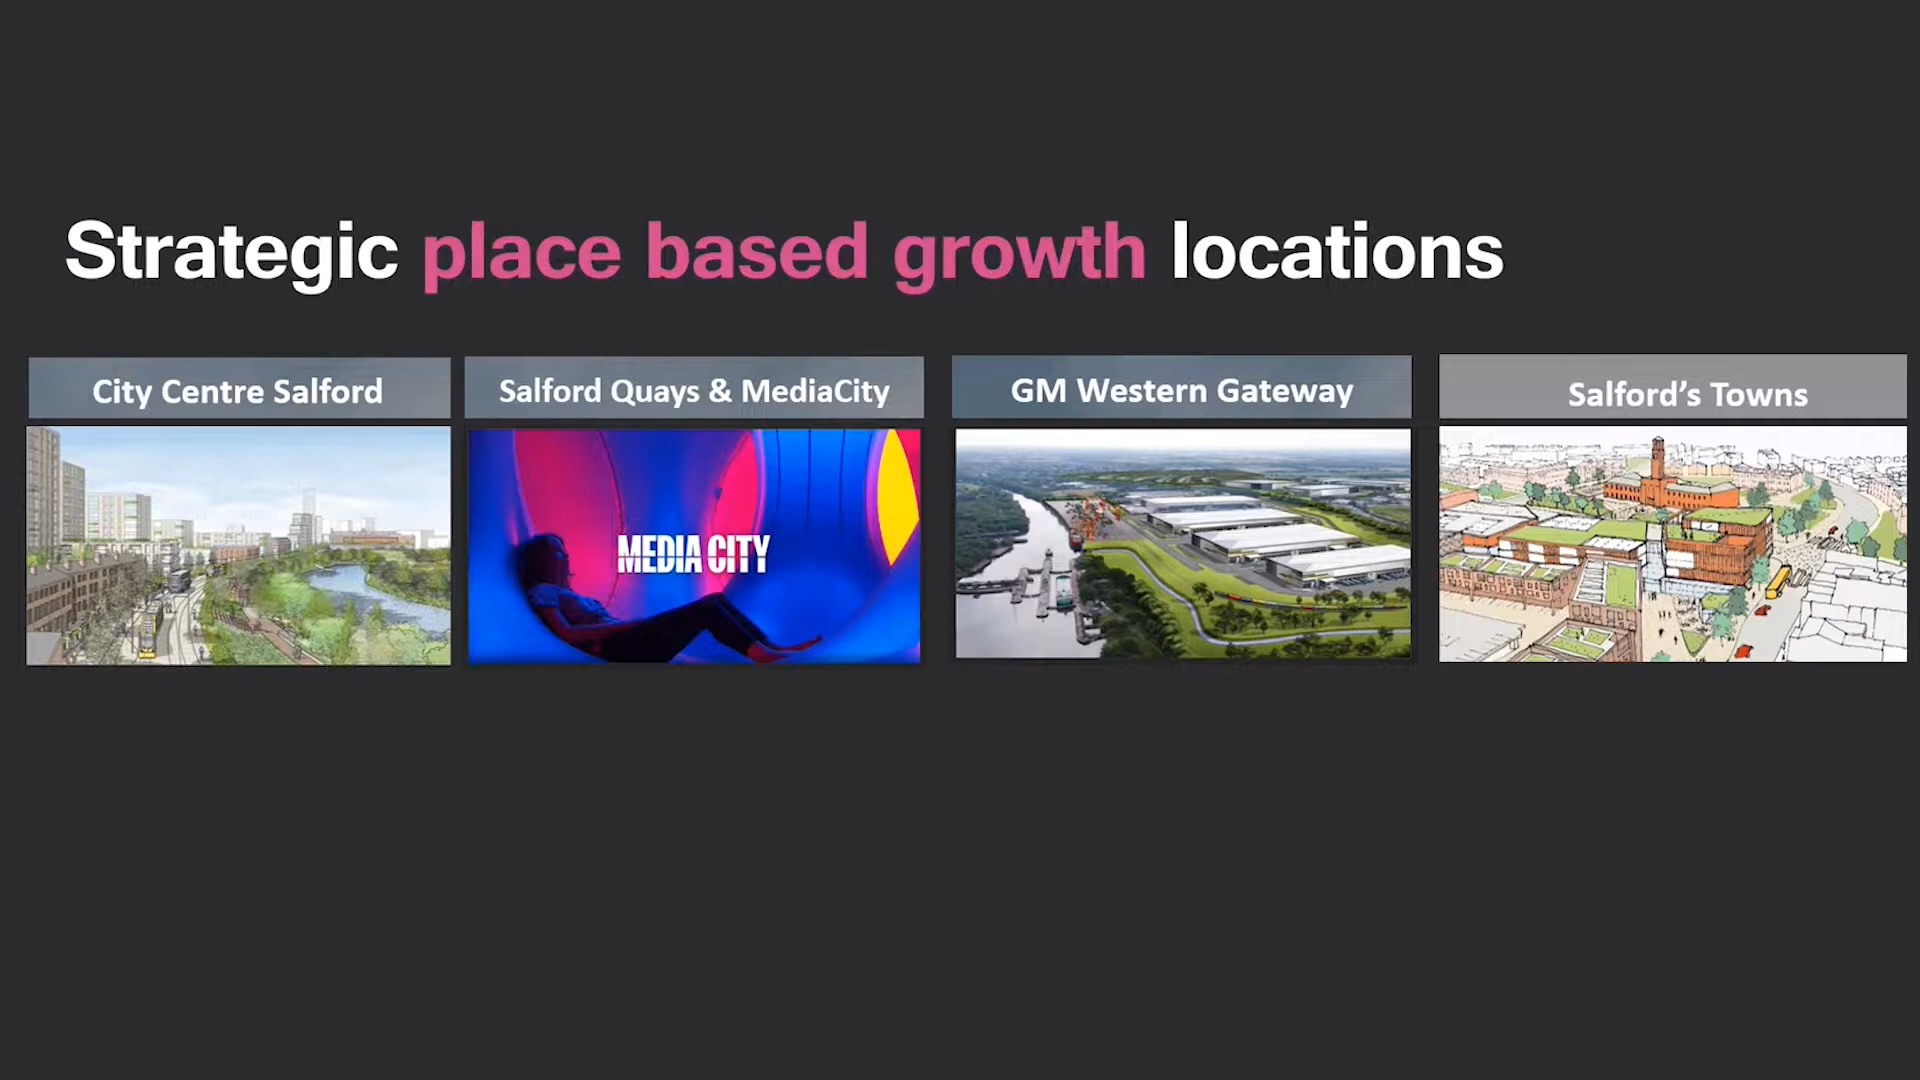 Strategic place based growth locations
City Centre Salford
Salford Quays & MediaCity
GM Western Gateway
Salford’s Towns
MEDIA CITY